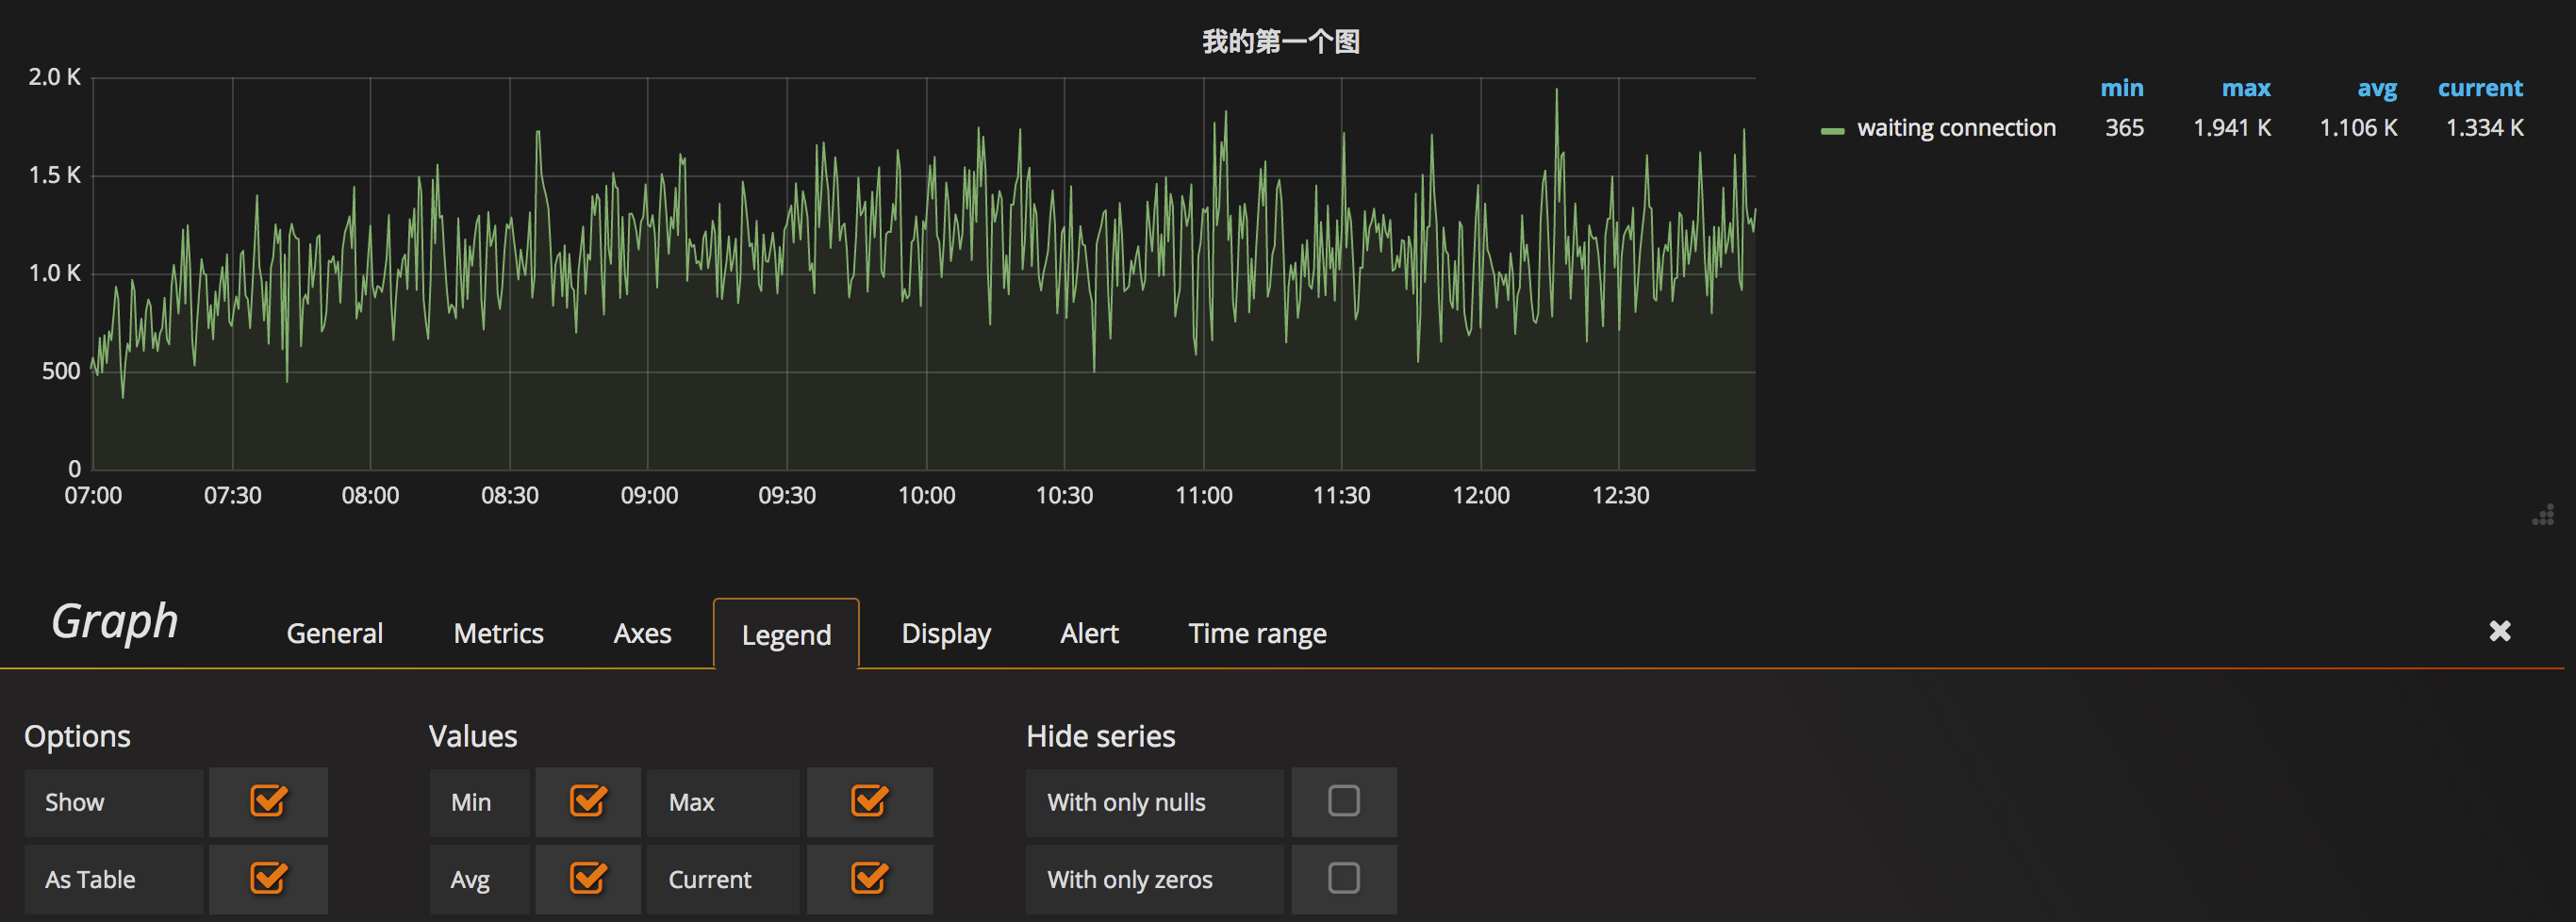 我的第一个图
2.0 K
1.5 K
1.0 K
500
0
07:00 07:30 08:00 08:30 09:00 09:30 10:00 10:30 11:00 11:30 12:00 12:30
min max avg current
waiting connection 365 1.941 K 1.106 K 1.334 K
Graph General Metrics Axes Legend Display Alert Time range
Options Values Hide series
Show Min Max With only nulls
As Table Avg Current With only zeros